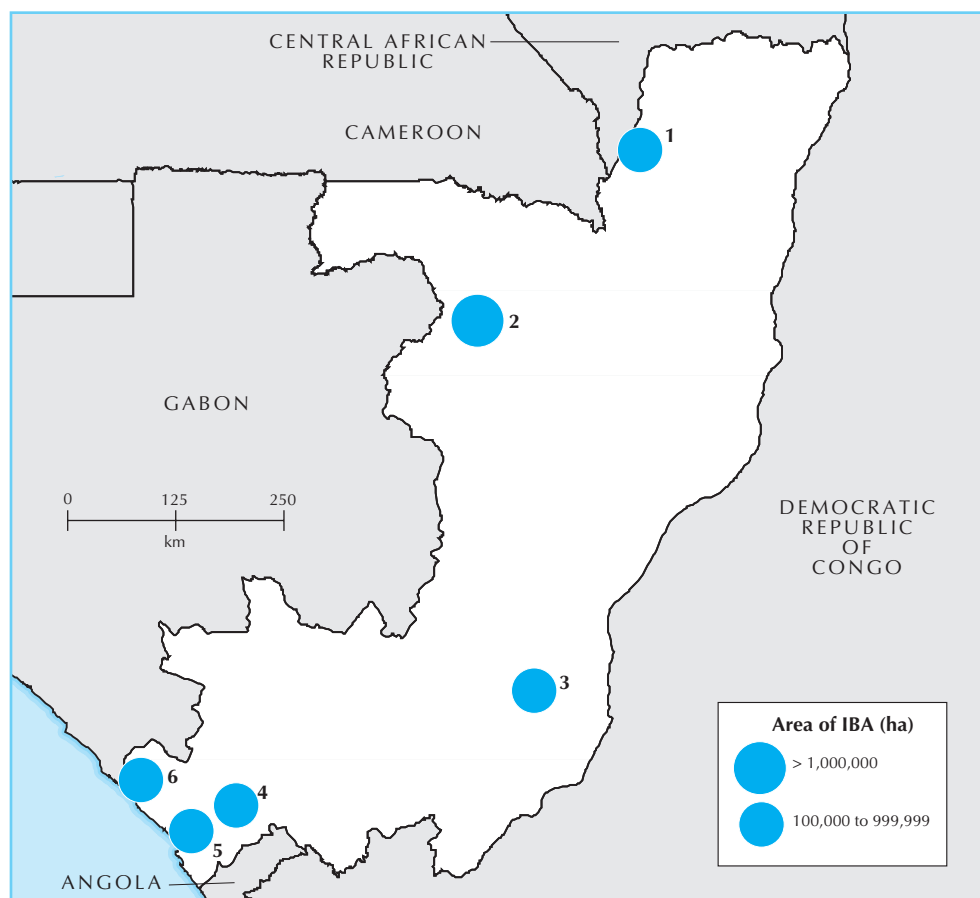 CENTRAL AFRICAN
REPUBLIC
CAMEROON
1
2
GABON
0 125 250
km
DEMOCRATIC
REPUBLIC
OF
CONGO
3
Area of IBA (ha)
> 1,000,000
100,000 to 999,999
6
4
5
ANGOLA